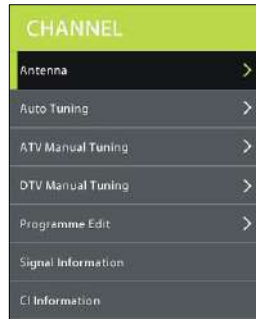 CHANNEL
Antenna
Auto Tuning
ATV Manual Tuning
DTV Manual Tuning
Programme Edit
Signal Information
CI Information